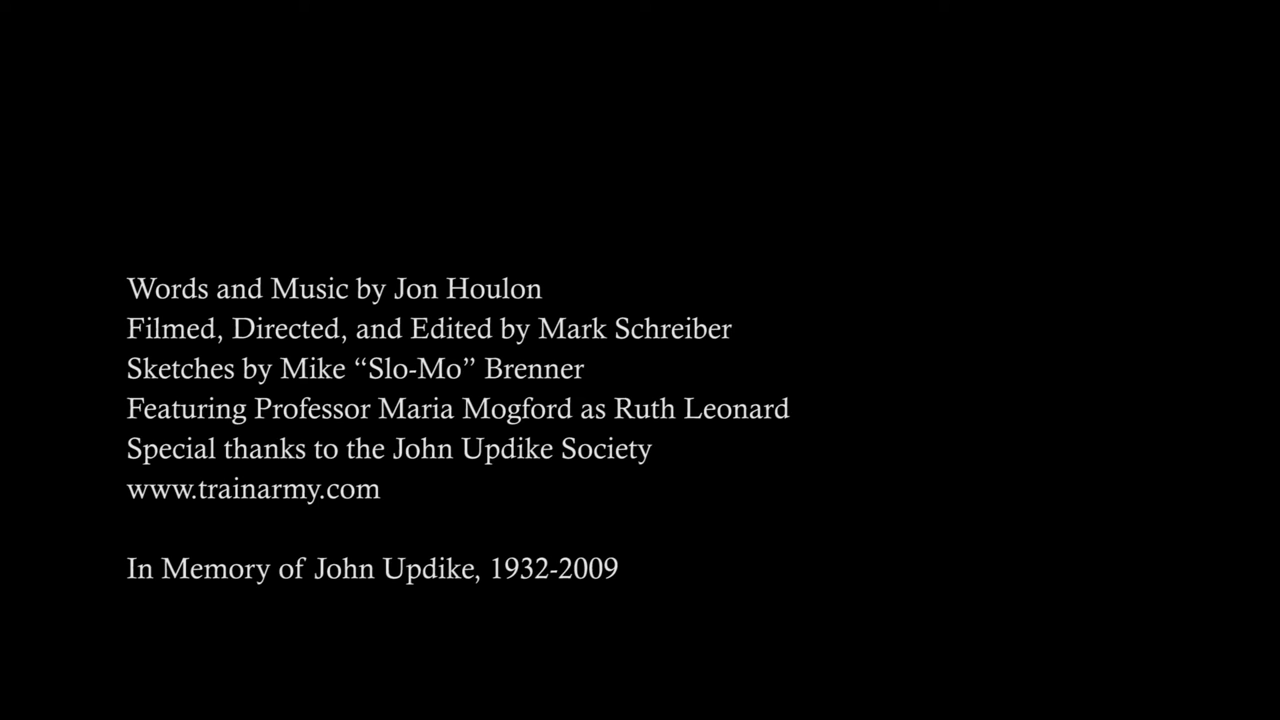 Words and Music by Jon Houlon
Filmed, Directed, and Edited by Mark Schreiber
Sketches by Mike “Slo-Mo” Brenner
Featuring Professor Maria Mogford as Ruth Leonard
Special thanks to the John Updike Society
www.trainarmy.com
In Memory of John Updike, 1932-2009